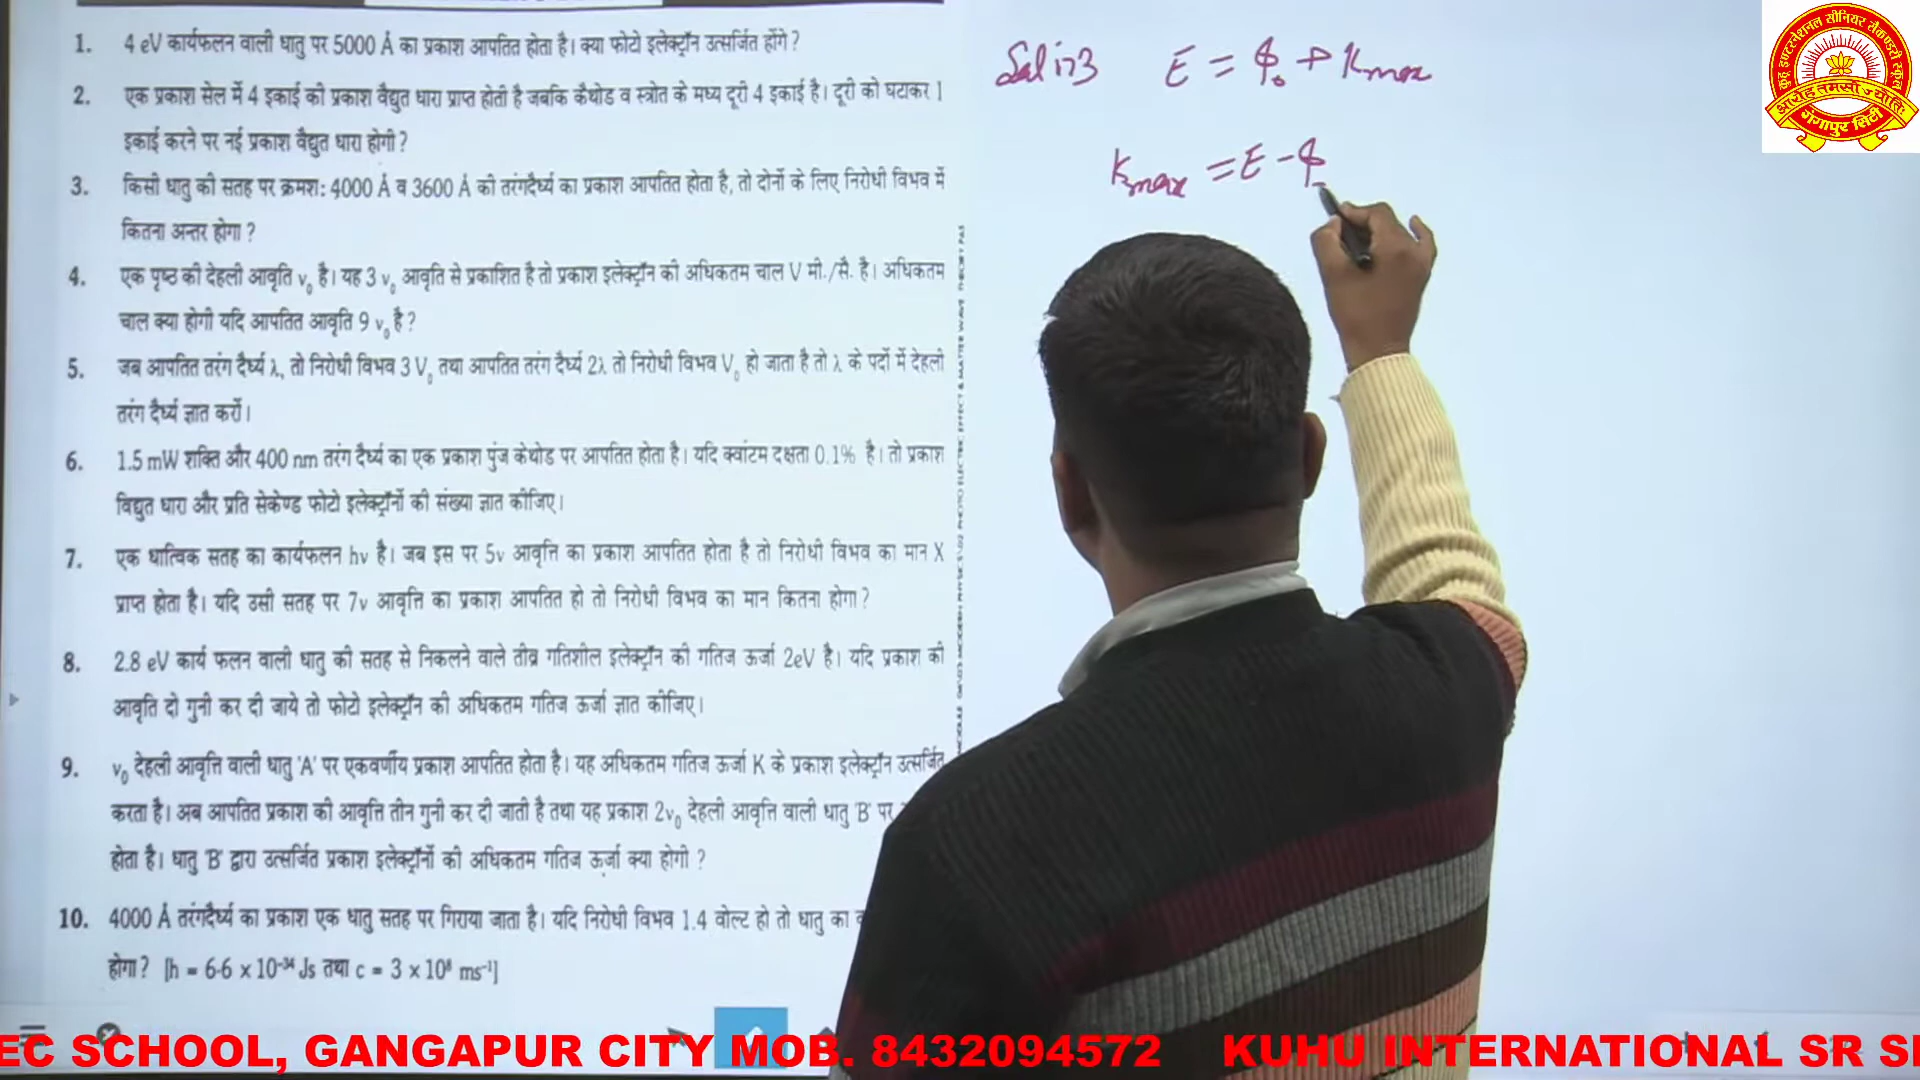 1. 4 eV कार्यफलन वाली धातु पर 5000 Å का प्रकाश आपतित होता है। क्या फोटो इलेक्ट्रॉन उत्सर्जित होंगे?
2. एक प्रकाश सेल में 4 इकाई की प्रकाश वैद्युत धारा प्राप्त होती है जबकि कैथोड व स्त्रोत के मध्य दूरी 4 इकाई है। दूरी को घटाकर 1
इकाई करने पर नई प्रकाश वैद्युत धारा होगी?
3. किसी धातु की सतह पर क्रमश: 4000 Å व 3600 Å की तरंगदैर्ध्य का प्रकाश आपतित होता है, तो दोनों के लिए निरोधी विभव में
कितना अन्तर होगा?
4. एक पृष्ठ की देहली आवृति v₀ है। यह 3 v₀ आवृति से प्रकाशित है तो प्रकाश इलेक्ट्रॉन की अधिकतम चाल V मी./सै. है। अधिकतम
चाल क्या होगी यदि आपतित आवृति 9 v₀ है?
5. जब आपतित तरंग दैर्ध्य λ, तो निरोधी विभव 3 V₀ तथा आपतित तरंग दैर्ध्य 2λ तो निरोधी विभव V₀ हो जाता है तो λ के पदों में देहली
तरंग दैर्ध्य ज्ञात करों।
6. 1.5 mW शक्ति और 400 nm तरंग दैर्ध्य का एक प्रकाश पुंज केथोड पर आपतित होता है। यदि क्वांटम दक्षता 0.1% है। तो प्रकाश
विद्युत धारा और प्रति सेकेण्ड फोटो इलेक्ट्रॉनों की संख्या ज्ञात कीजिए।
7. एक धात्विक सतह का कार्यफलन hv है। जब इस पर 5v आवृत्ति का प्रकाश आपतित होता है तो निरोधी विभव का मान X
प्राप्त होता है। यदि उसी सतह पर 7v आवृत्ति का प्रकाश आपतित हो तो निरोधी विभव का मान कितना होगा?
8. 2.8 eV कार्य फलन वाली धातु की सतह से निकलने वाले तीव्र गतिशील इलेक्ट्रॉन की गतिज ऊर्जा 2eV है। यदि प्रकाश की
आवृति दो गुनी कर दी जाये तो फोटो इलेक्ट्रॉन की अधिकतम गतिज ऊर्जा ज्ञात कीजिए।
9. v₀ देहली आवृत्ति वाली धातु 'A' पर एकवर्णीय प्रकाश आपतित होता है। यह अधिकतम गतिज ऊर्जा K के प्रकाश इलेक्ट्रॉन उत्सर्जित
करता है। अब आपतित प्रकाश की आवृत्ति तीन गुनी कर दी जाती है तथा यह प्रकाश 2v₀ देहली आवृत्ति वाली धातु 'B' पर
होता है। धातु 'B' द्वारा उत्सर्जित प्रकाश इलेक्ट्रॉनों की अधिकतम गतिज ऊर्जा क्या होगी ?
10. 4000 Å तरंगदैर्ध्य का प्रकाश एक धातु सतह पर गिराया जाता है। यदि निरोधी विभव 1.4 वोल्ट हो तो धातु का
होगा? [h = 6·6 × 10⁻³⁴ Js तथा c = 3 × 10⁸ ms⁻¹]
Sol 173 E = φ₀ + Kmax
Kmax = E - φ
कुहू इण्टरनेशनल सीनियर सैकण्डरी स्कूल
आरोह तमसी ज्योतिः
गंगापुर सिटी
EC SCHOOL, GANGAPUR CITY MOB. 8432094572 KUHU INTERNATIONAL SR